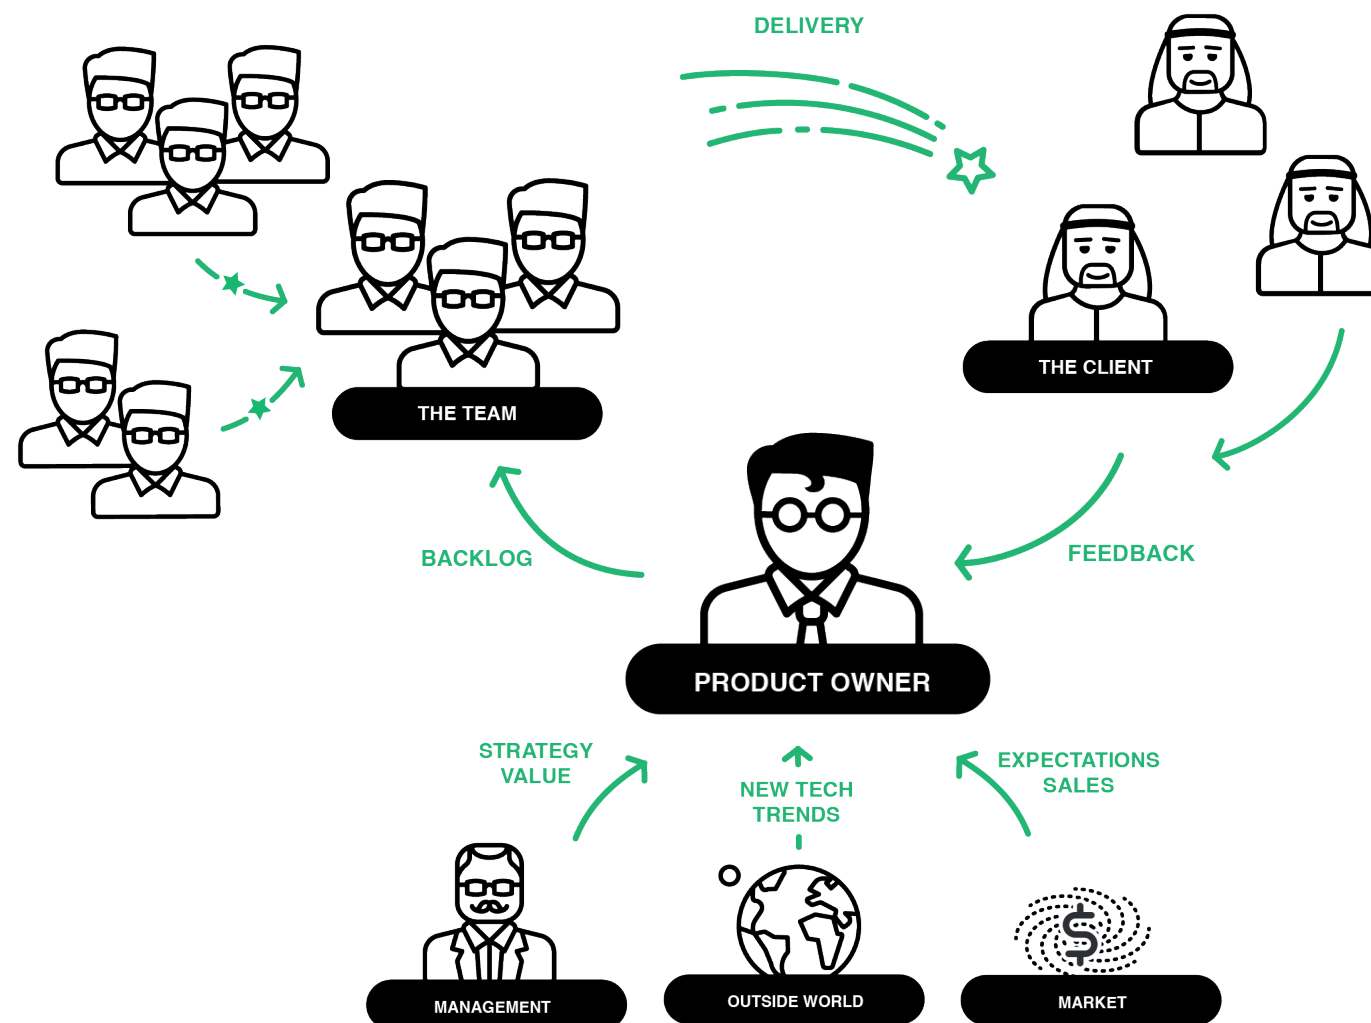 DELIVERY
THE CLIENT
THE TEAM
BACKLOG
FEEDBACK
PRODUCT OWNER
STRATEGY
VALUE
NEW TECH
TRENDS
EXPECTATIONS
SALES
MANAGEMENT
OUTSIDE WORLD
MARKET